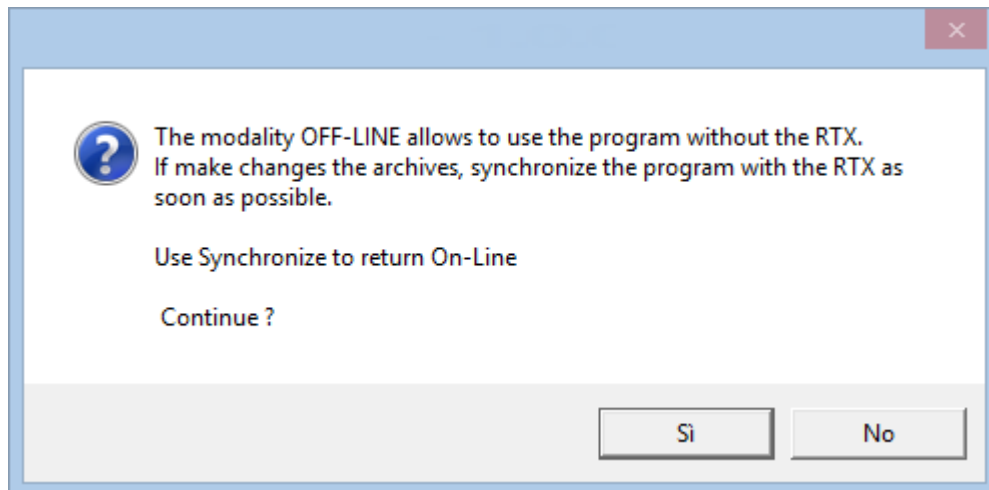 The modality OFF-LINE allows to use the program without the RTX.
If make changes the archives, synchronize the program with the RTX as
soon as possible.
Use Synchronize to return On-Line
Continue ?
Sì
No